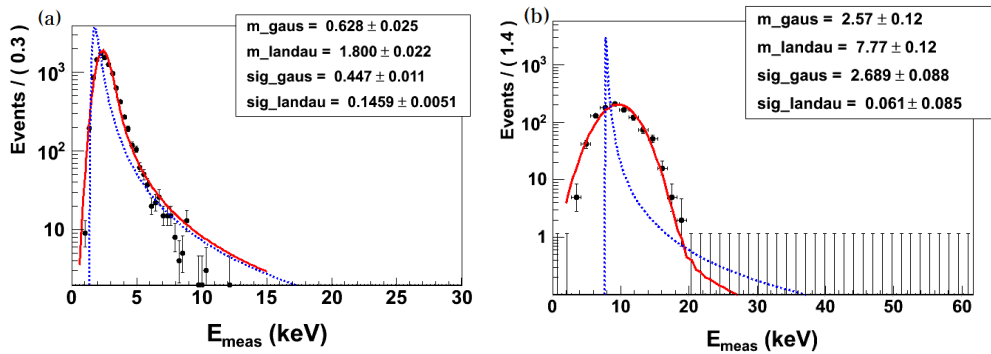 (a)
m_gaus = 0.628 ± 0.025
m_landau = 1.800 ± 0.022
sig_gaus = 0.447 ± 0.011
sig_landau = 0.1459 ± 0.0051
Events / ( 0.3 )
10³
10²
10
0 5 10 15 20 25 30
E_meas (keV)
(b)
m_gaus = 2.57 ± 0.12
m_landau = 7.77 ± 0.12
sig_gaus = 2.689 ± 0.088
sig_landau = 0.061 ± 0.085
Events / ( 1.4 )
10³
10²
10
1
0 10 20 30 40 50 60
E_meas (keV)